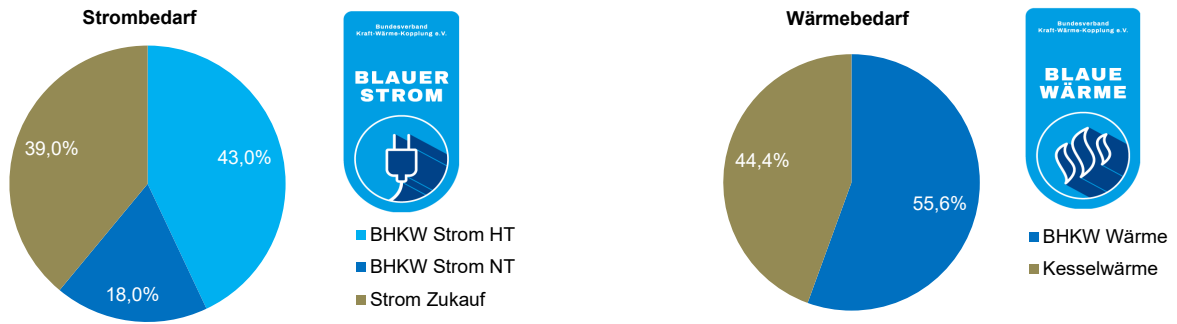 Strombedarf
39,0%
43,0%
18,0%
Bundesverband
Kraft-Wärme-Kopplung e.V.
BLAUER
STROM
BHKW Strom HT
BHKW Strom NT
Strom Zukauf
Wärmebedarf
44,4%
55,6%
Bundesverband
Kraft-Wärme-Kopplung e.V.
BLAUE
WÄRME
BHKW Wärme
Kesselwärme